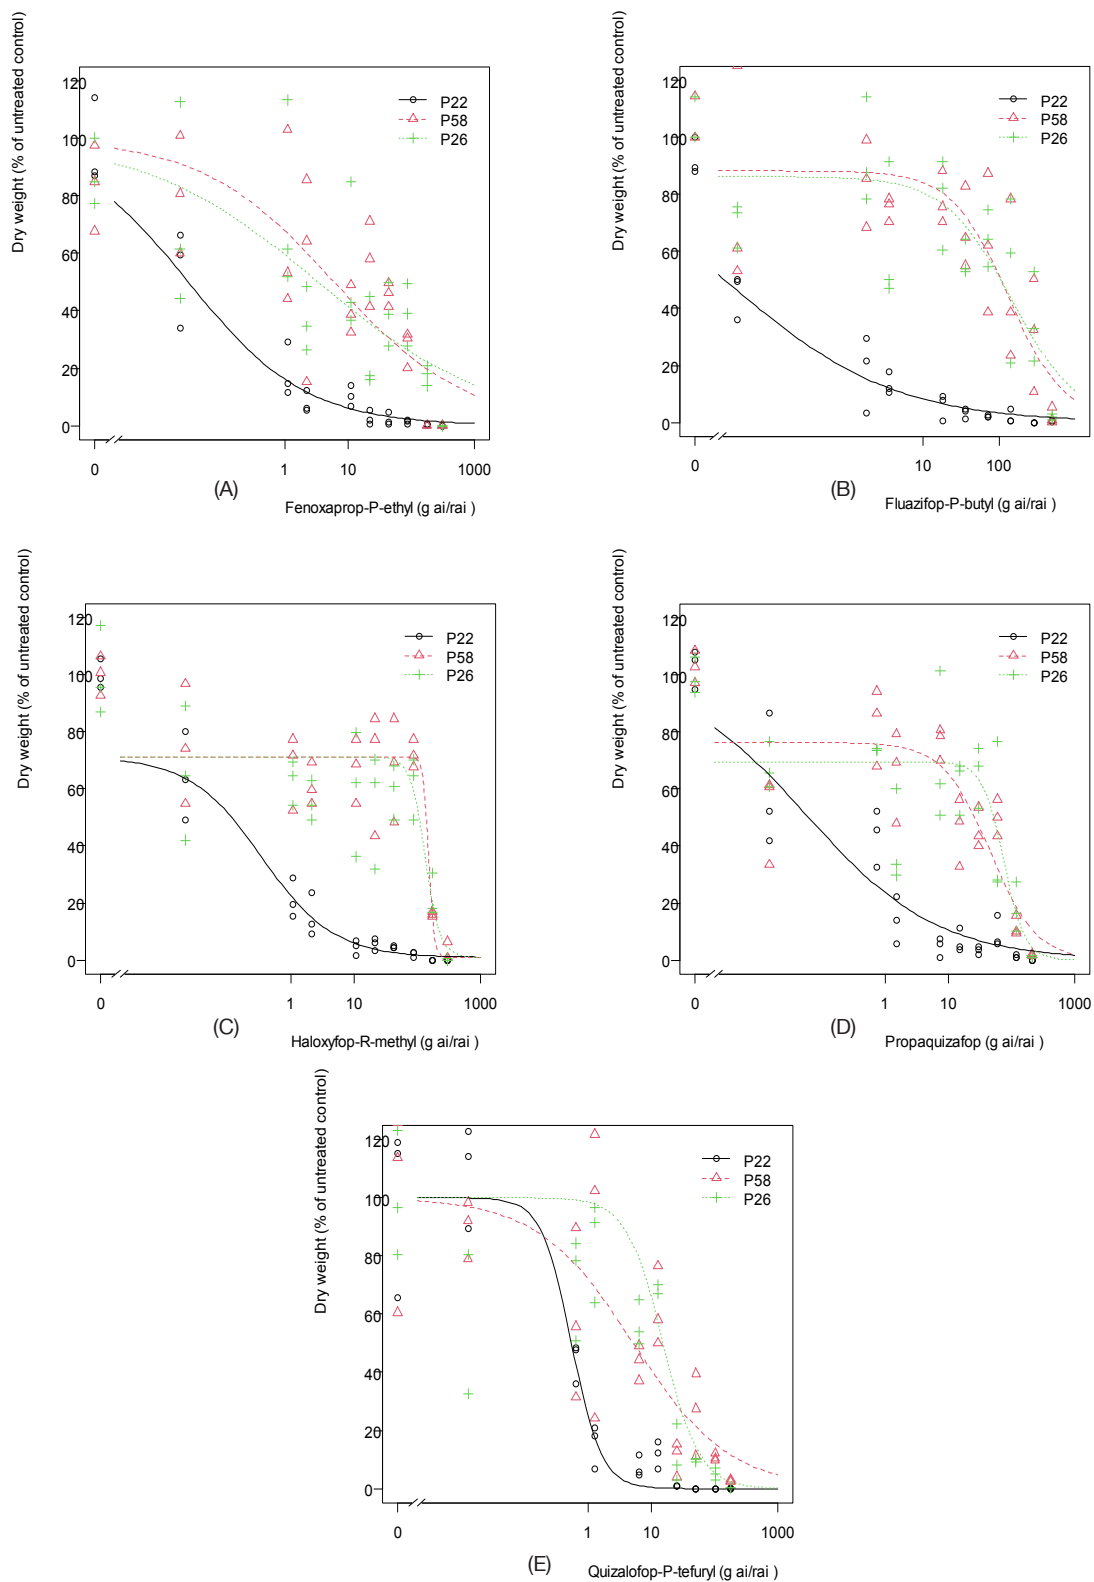 Dry weight (% of untreated control)
120
100
80
60
40
20
0
P22
P58
P26
0 1 10 1000
(A)
Fenoxaprop-P-ethyl (g ai/rai )
Dry weight (% of untreated control)
120
100
80
60
40
20
0
P22
P58
P26
0 10 100
(B)
Fluazifop-P-butyl (g ai/rai )
Dry weight (% of untreated control)
120
100
80
60
40
20
0
P22
P58
P26
0 1 10 1000
(C)
Haloxyfop-R-methyl (g ai/rai )
Dry weight (% of untreated control)
120
100
80
60
40
20
0
P22
P58
P26
0 1 10 1000
(D)
Propaquizafop (g ai/rai )
Dry weight (% of untreated control)
120
100
80
60
40
20
0
P22
P58
P26
0 1 10 1000
(E)
Quizalofop-P-tefuryl (g ai/rai )